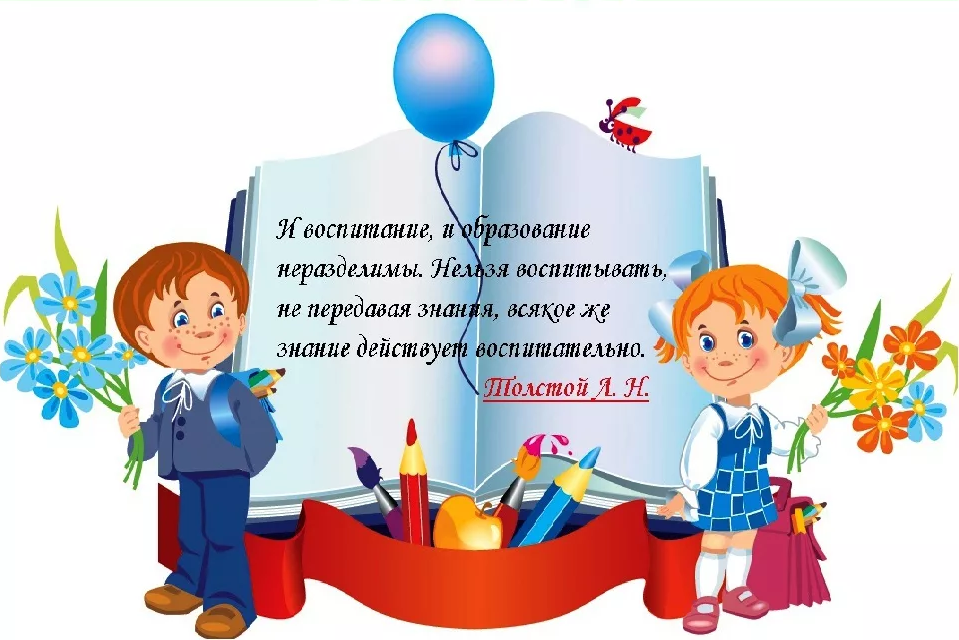 И воспитание, и образование
неразделимы. Нельзя воспитывать,
не передавая знания, всякое же
знание действует воспитательно.
Толстой Л. Н.